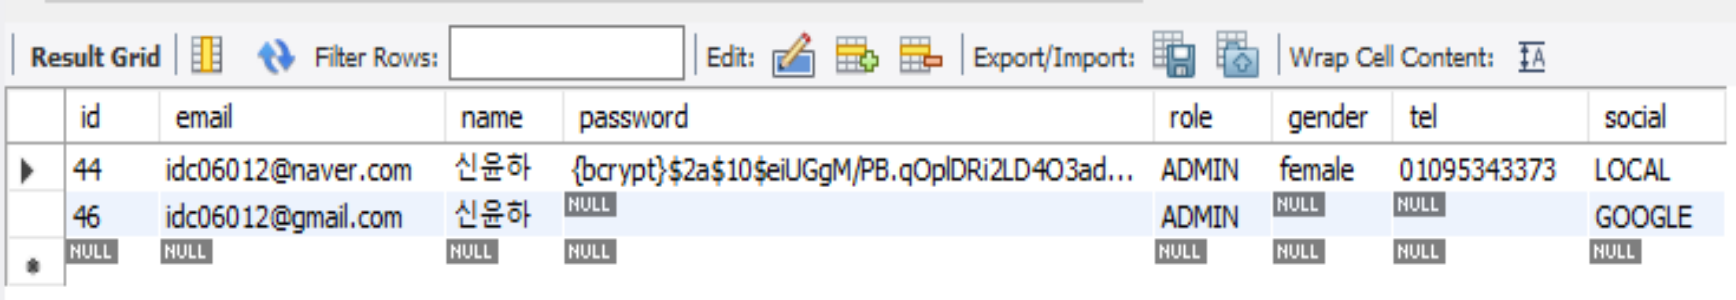 Result Grid Filter Rows: Edit: Export/Import: Wrap Cell Content: IA
id email name password role gender tel social
44 idc06012@naver.com 신윤하 {bcrypt}$2a$10$eiUGgM/PB.qOplDRi2LD4O3ad... ADMIN female 01095343373 LOCAL
46 idc06012@gmail.com 신윤하 NULL ADMIN NULL NULL GOOGLE
NULL NULL NULL NULL NULL NULL NULL NULL